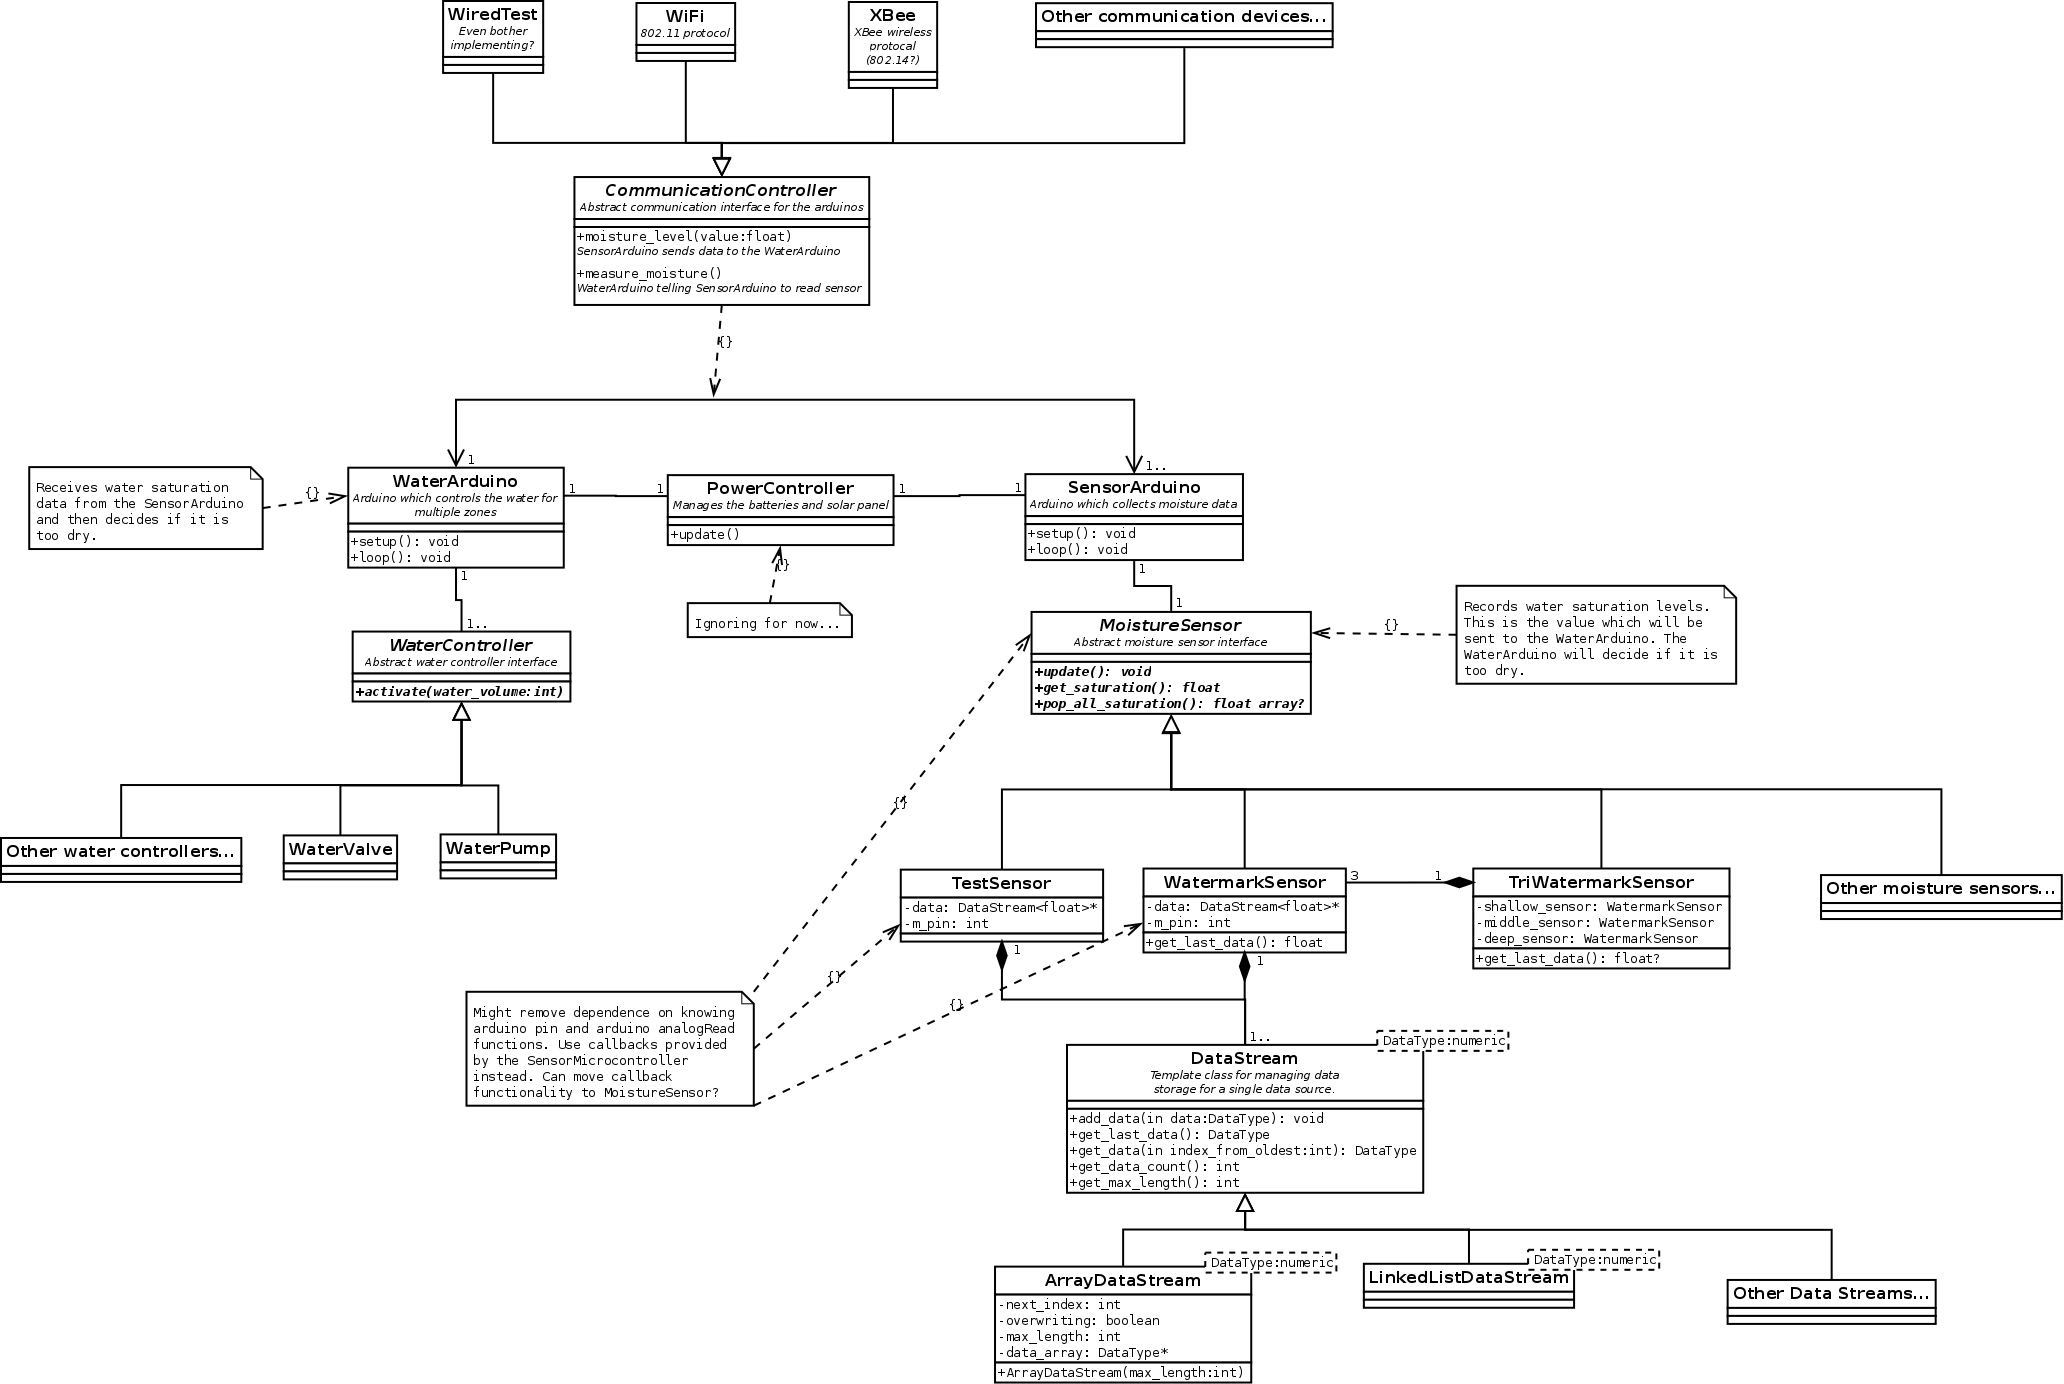 WiredTest
Even bother
implementing?
WiFi
802.11 protocol
XBee
XBee wireless
protocal
(802.14?)
Other communication devices...
CommunicationController
Abstract communication interface for the arduinos
+moisture_level(value:float)
SensorArduino sends data to the WaterArduino
+measure_moisture()
WaterArduino telling SensorArduino to read sensor
{}
1
1..
Receives water saturation
data from the SensorArduino
and then decides if it is
too dry.
{}
WaterArduino
Arduino which controls the water for
multiple zones
+setup(): void
+loop(): void
1
1
PowerController
Manages the batteries and solar panel
+update()
1
1
SensorArduino
Arduino which collects moisture data
+setup(): void
+loop(): void
{}
Ignoring for now...
1
1..
WaterController
Abstract water controller interface
+activate(water_volume:int)
1
1
MoistureSensor
Abstract moisture sensor interface
+update(): void
+get_saturation(): float
+pop_all_saturation(): float array?
{}
Records water saturation levels.
This is the value which will be
sent to the WaterArduino. The
WaterArduino will decide if it is
too dry.
Other water controllers...
WaterValve
WaterPump
{}
TestSensor
-data: DataStream<float>*
-m_pin: int
WatermarkSensor
-data: DataStream<float>*
-m_pin: int
+get_last_data(): float
3
1
TriWatermarkSensor
-shallow_sensor: WatermarkSensor
-middle_sensor: WatermarkSensor
-deep_sensor: WatermarkSensor
+get_last_data(): float?
Other moisture sensors...
1
1
{}
{}
Might remove dependence on knowing
arduino pin and arduino analogRead
functions. Use callbacks provided
by the SensorMicrocontroller
instead. Can move callback
functionality to MoistureSensor?
1..
DataType:numeric
DataStream
Template class for managing data
storage for a single data source.
+add_data(in data:DataType): void
+get_last_data(): DataType
+get_data(in index_from_oldest:int): DataType
+get_data_count(): int
+get_max_length(): int
DataType:numeric
ArrayDataStream
-next_index: int
-overwriting: boolean
-max_length: int
-data_array: DataType*
+ArrayDataStream(max_length:int)
DataType:numeric
LinkedListDataStream
Other Data Streams...